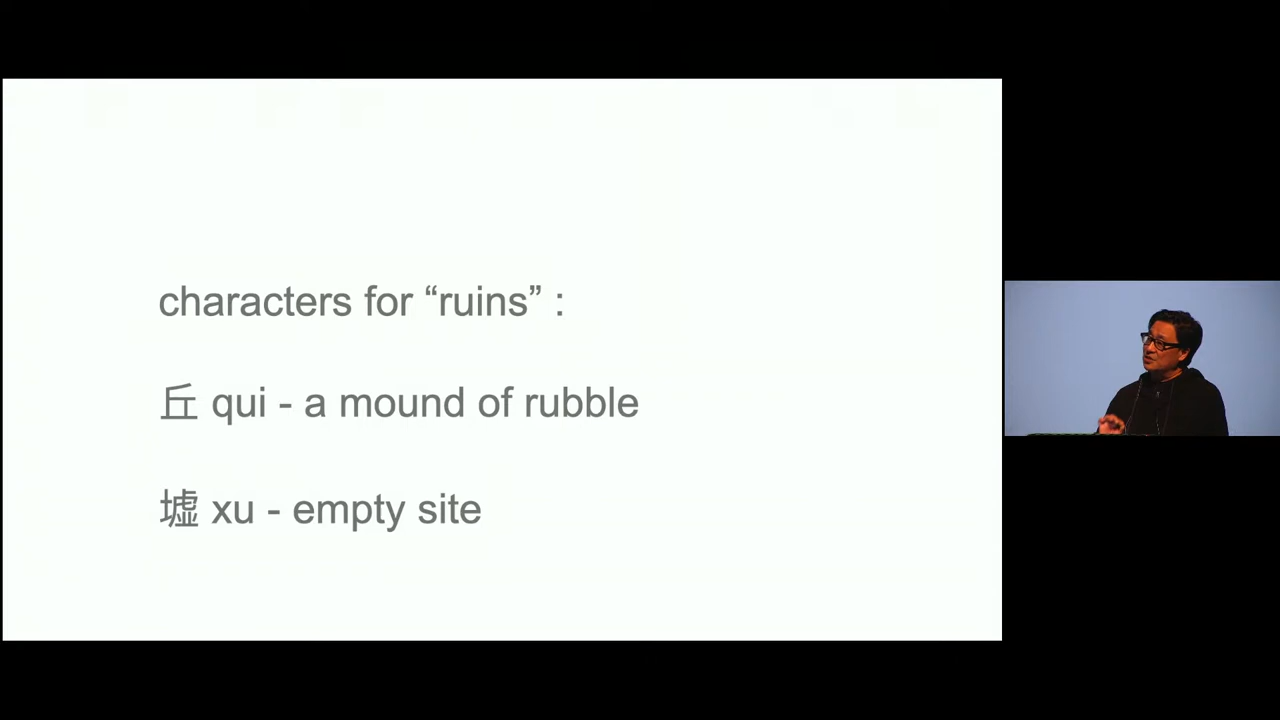 characters for “ruins” :
丘 qui - a mound of rubble
墟 xu - empty site